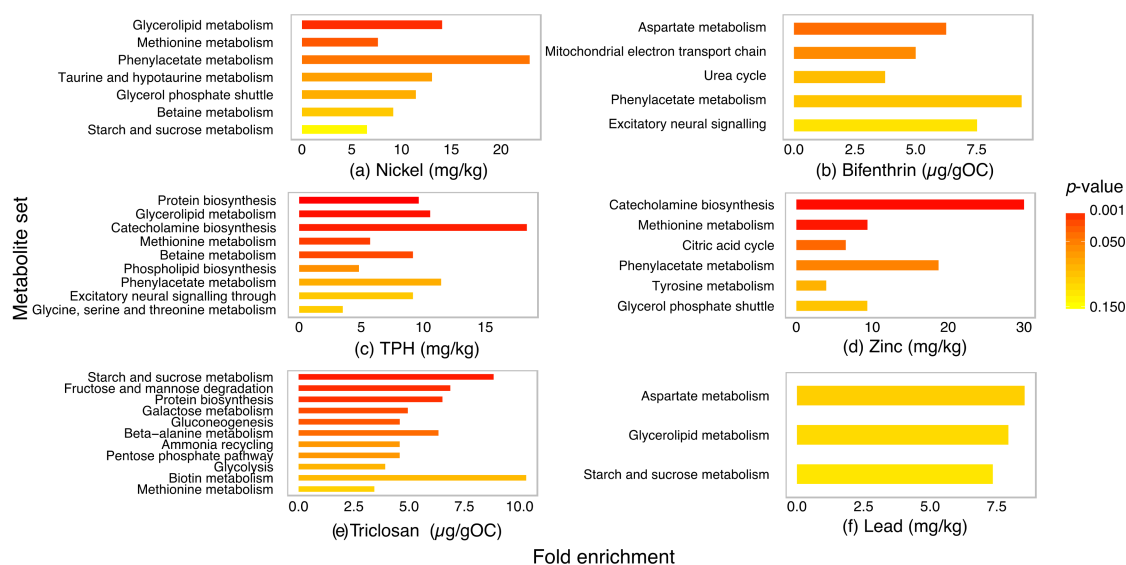 Metabolite set
Glycerolipid metabolism
Methionine metabolism
Phenylacetate metabolism
Taurine and hypotaurine metabolism
Glycerol phosphate shuttle
Betaine metabolism
Starch and sucrose metabolism
0 5 10 15 20
(a) Nickel (mg/kg)
Aspartate metabolism
Mitochondrial electron transport chain
Urea cycle
Phenylacetate metabolism
Excitatory neural signalling
0.0 2.5 5.0 7.5
(b) Bifenthrin (µg/gOC)
Protein biosynthesis
Glycerolipid metabolism
Catecholamine biosynthesis
Methionine metabolism
Betaine metabolism
Phospholipid biosynthesis
Phenylacetate metabolism
Excitatory neural signalling through
Glycine, serine and threonine metabolism
0 5 10 15
(c) TPH (mg/kg)
Catecholamine biosynthesis
Methionine metabolism
Citric acid cycle
Phenylacetate metabolism
Tyrosine metabolism
Glycerol phosphate shuttle
0 10 20 30
(d) Zinc (mg/kg)
p-value
0.001
0.050
0.150
Starch and sucrose metabolism
Fructose and mannose degradation
Protein biosynthesis
Galactose metabolism
Gluconeogenesis
Beta−alanine metabolism
Ammonia recycling
Pentose phosphate pathway
Glycolysis
Biotin metabolism
Methionine metabolism
0.0 2.5 5.0 7.5 10.0
(e)Triclosan (µg/gOC)
Aspartate metabolism
Glycerolipid metabolism
Starch and sucrose metabolism
0.0 2.5 5.0 7.5
(f) Lead (mg/kg)
Fold enrichment